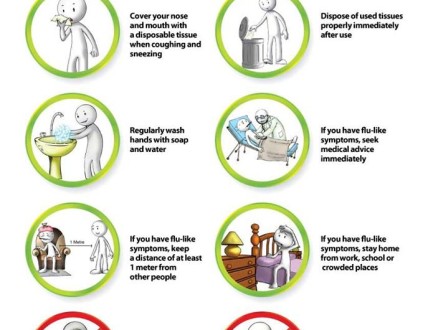 Cover your nose
and mouth with
a disposable tissue
when coughing and
sneezing
Dispose of used tissues
properly immediately
after use
Regularly wash
hands with soap
and water
If you have flu-like
symptoms, seek
medical advice
immediately
1 Metre
If you have flu-like
symptoms, keep
a distance of at least
1 meter from
other people
If you have flu-like
symptoms, stay home
from work, school or
crowded places